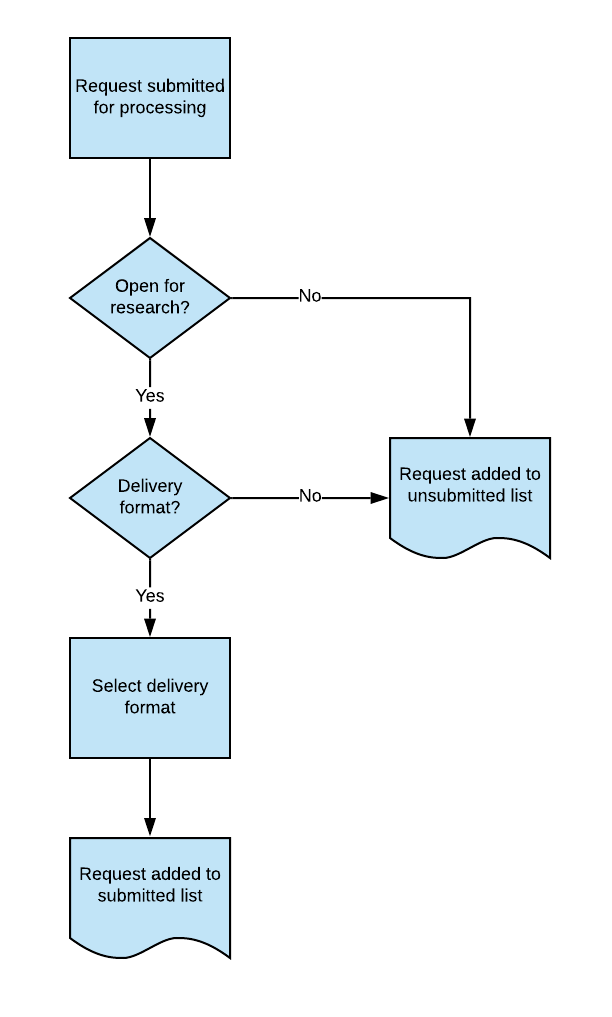 Request submitted
for processing
Open for
research?
No
Yes
Delivery
format?
No
Request added to
unsubmitted list
Yes
Select delivery
format
Request added to
submitted list